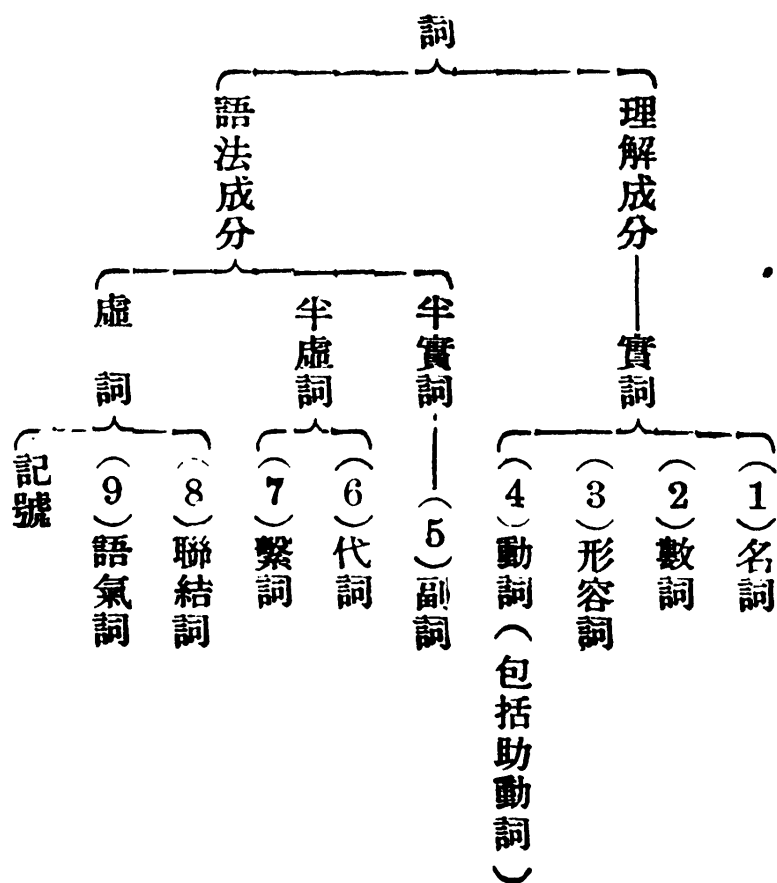 詞
理解成分
語法成分
實詞
半實詞
半虛詞
虛詞
(1)名詞
(2)數詞
(3)形容詞
(4)動詞(包括助動詞)
(5)副詞
(6)代詞
(7)繫詞
(8)聯結詞
(9)語氣詞
記號